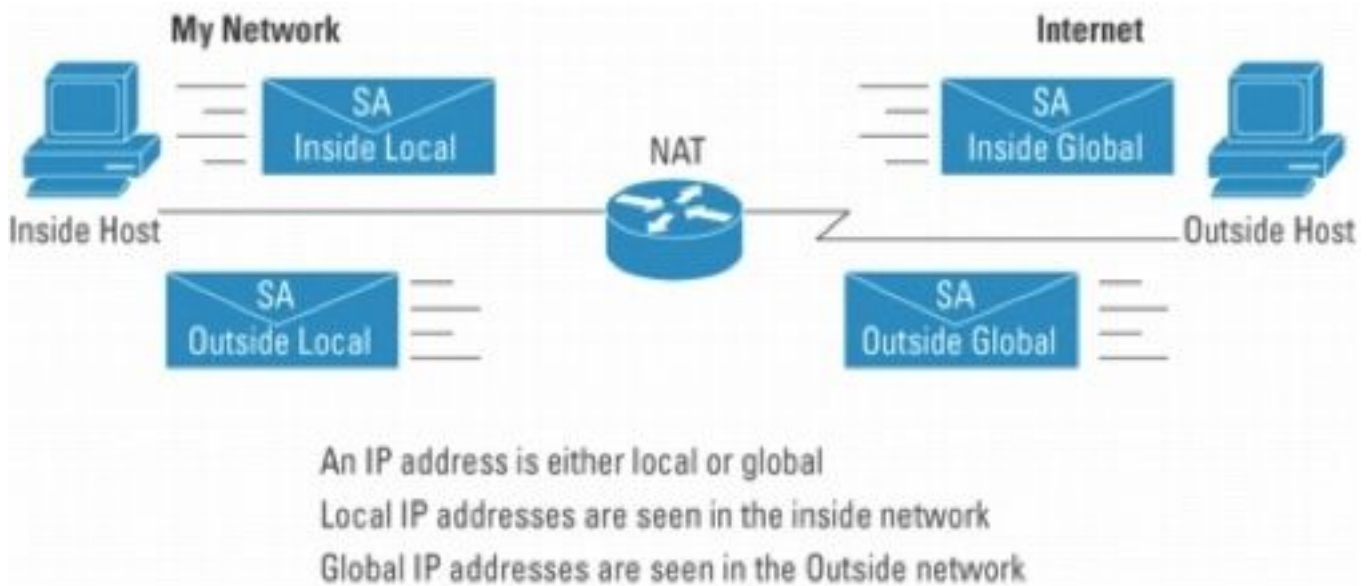 My Network
Internet
SA
Inside Local
SA
Inside Global
NAT
Inside Host
Outside Host
SA
Outside Local
SA
Outside Global
An IP address is either local or global
Local IP addresses are seen in the inside network
Global IP addresses are seen in the Outside network